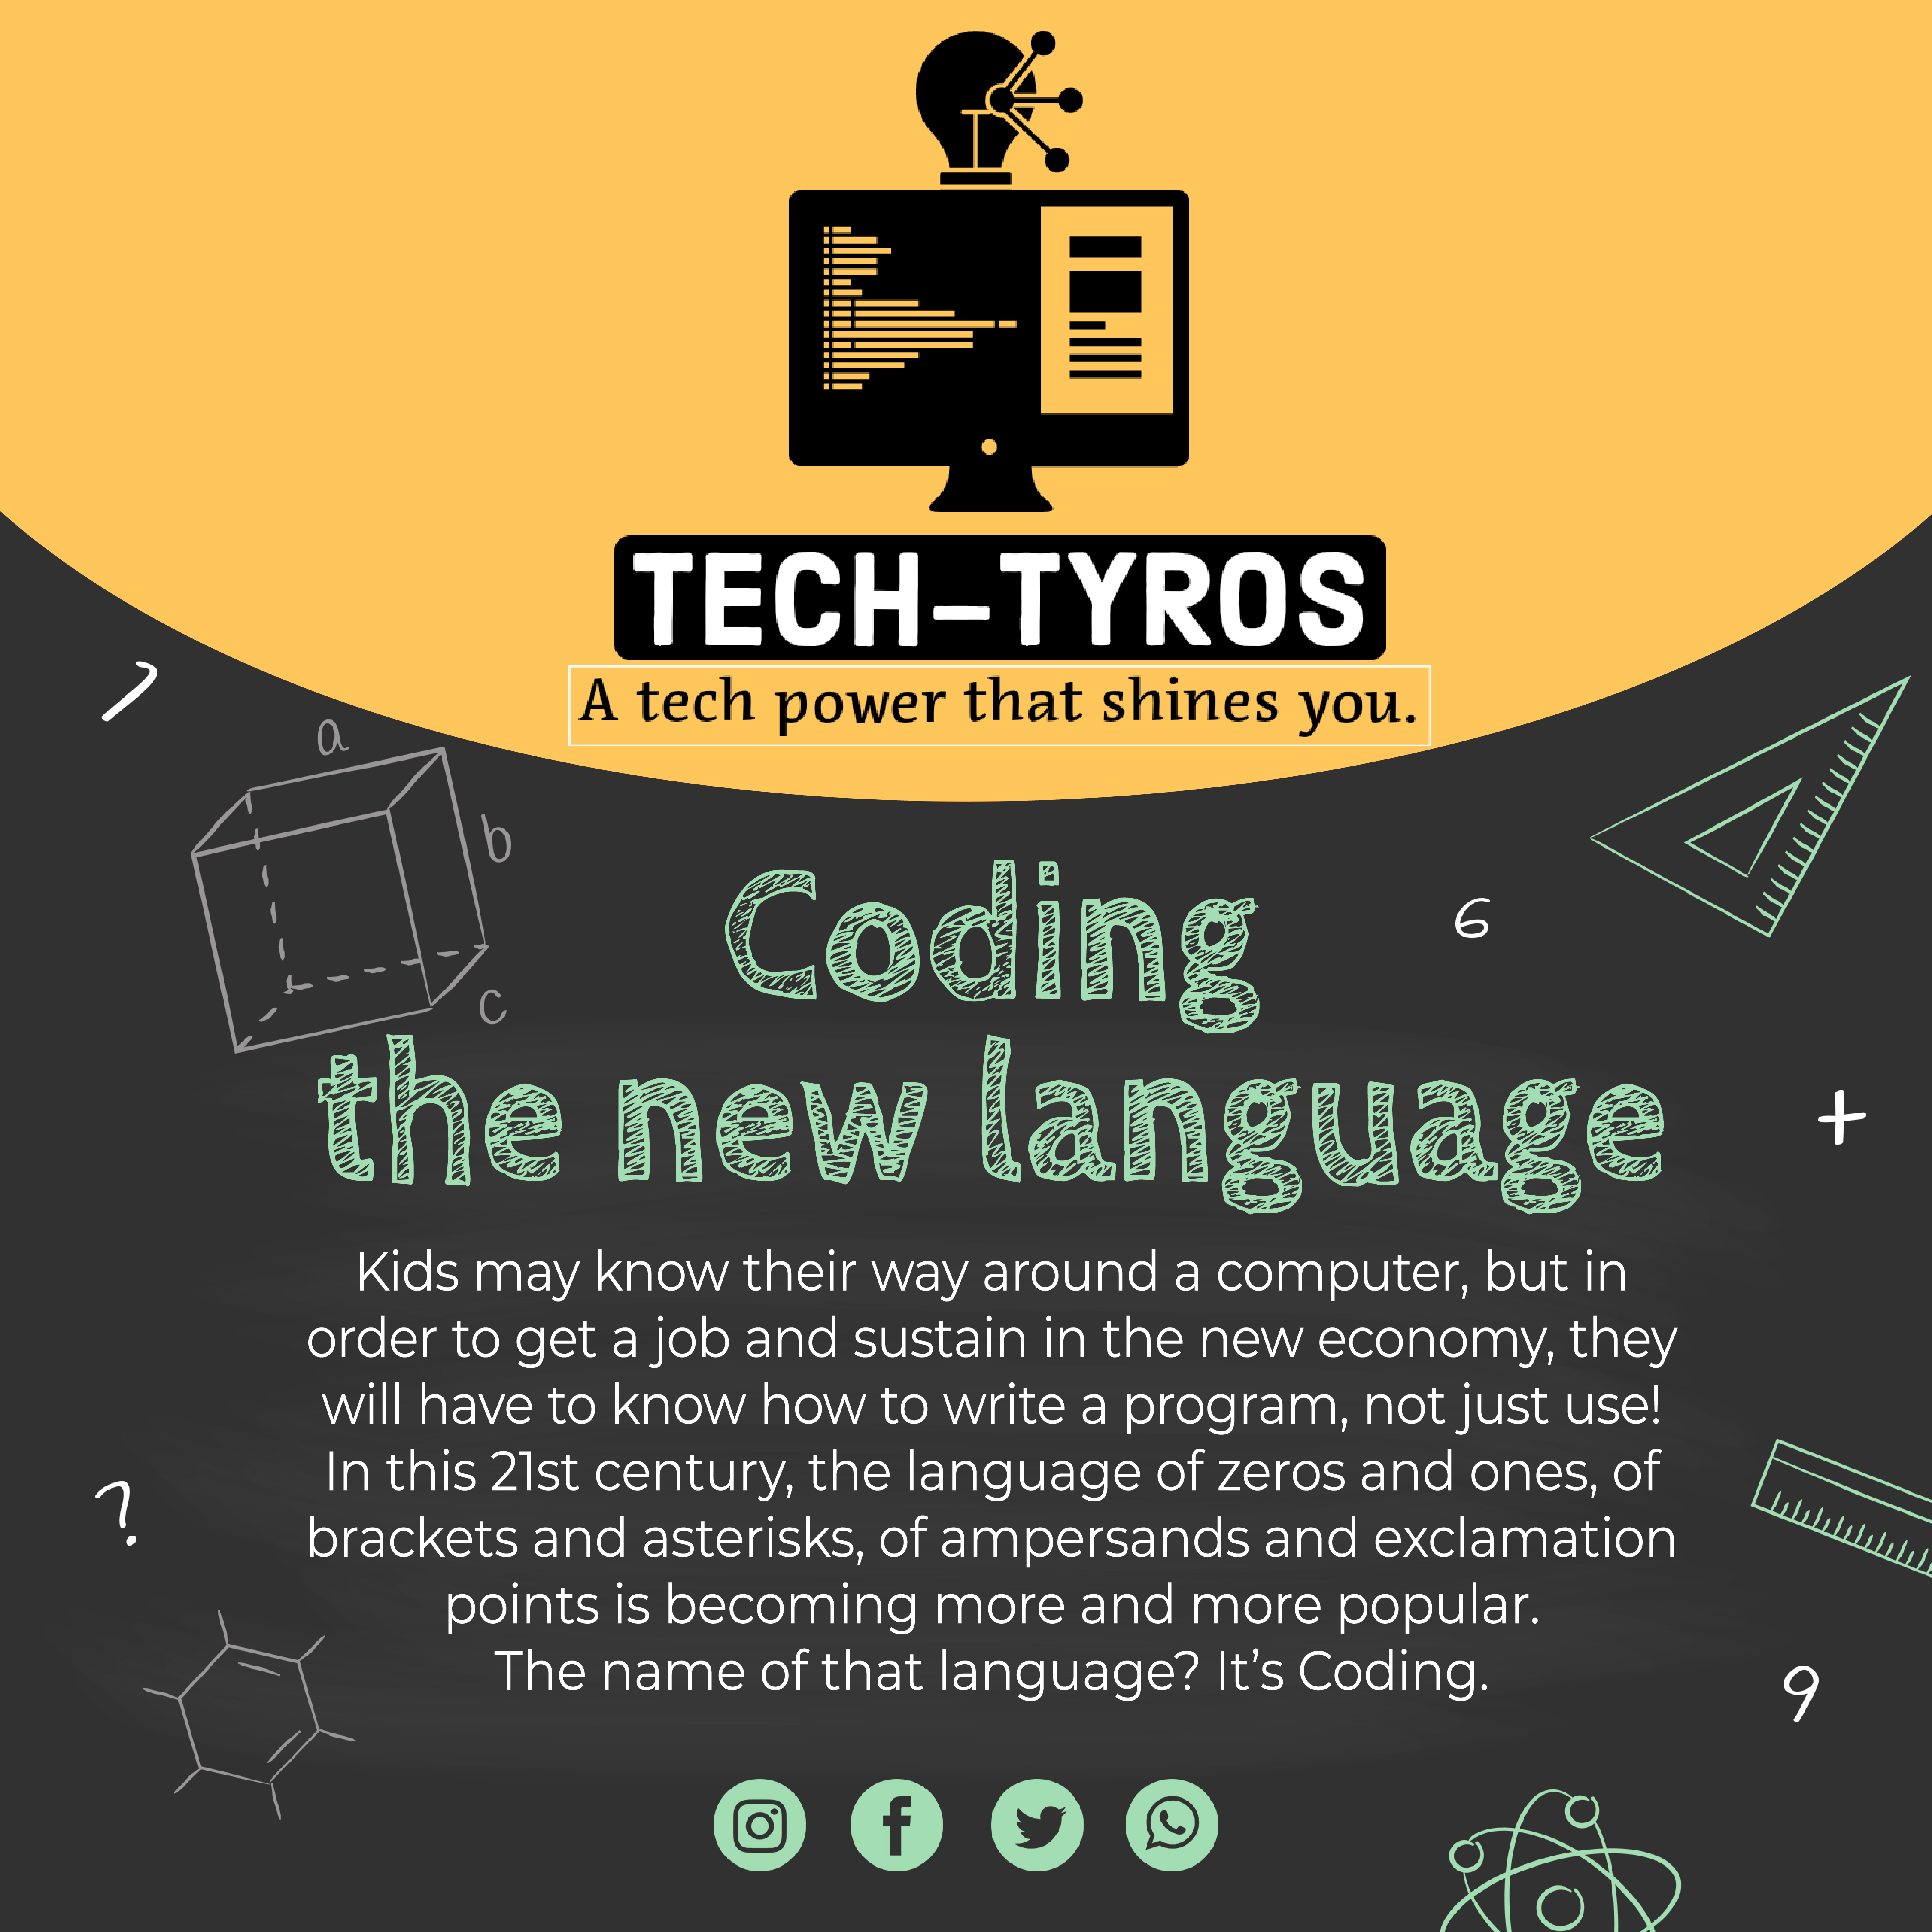 TECH-TYROS
A tech power that shines you.
1
a
b
c
6
Coding
the new language
+
Kids may know their way around a computer, but in
order to get a job and sustain in the new economy, they
will have to know how to write a program, not just use!
In this 21st century, the language of zeros and ones, of
brackets and asterisks, of ampersands and exclamation
points is becoming more and more popular.
The name of that language? It’s Coding.
?
9